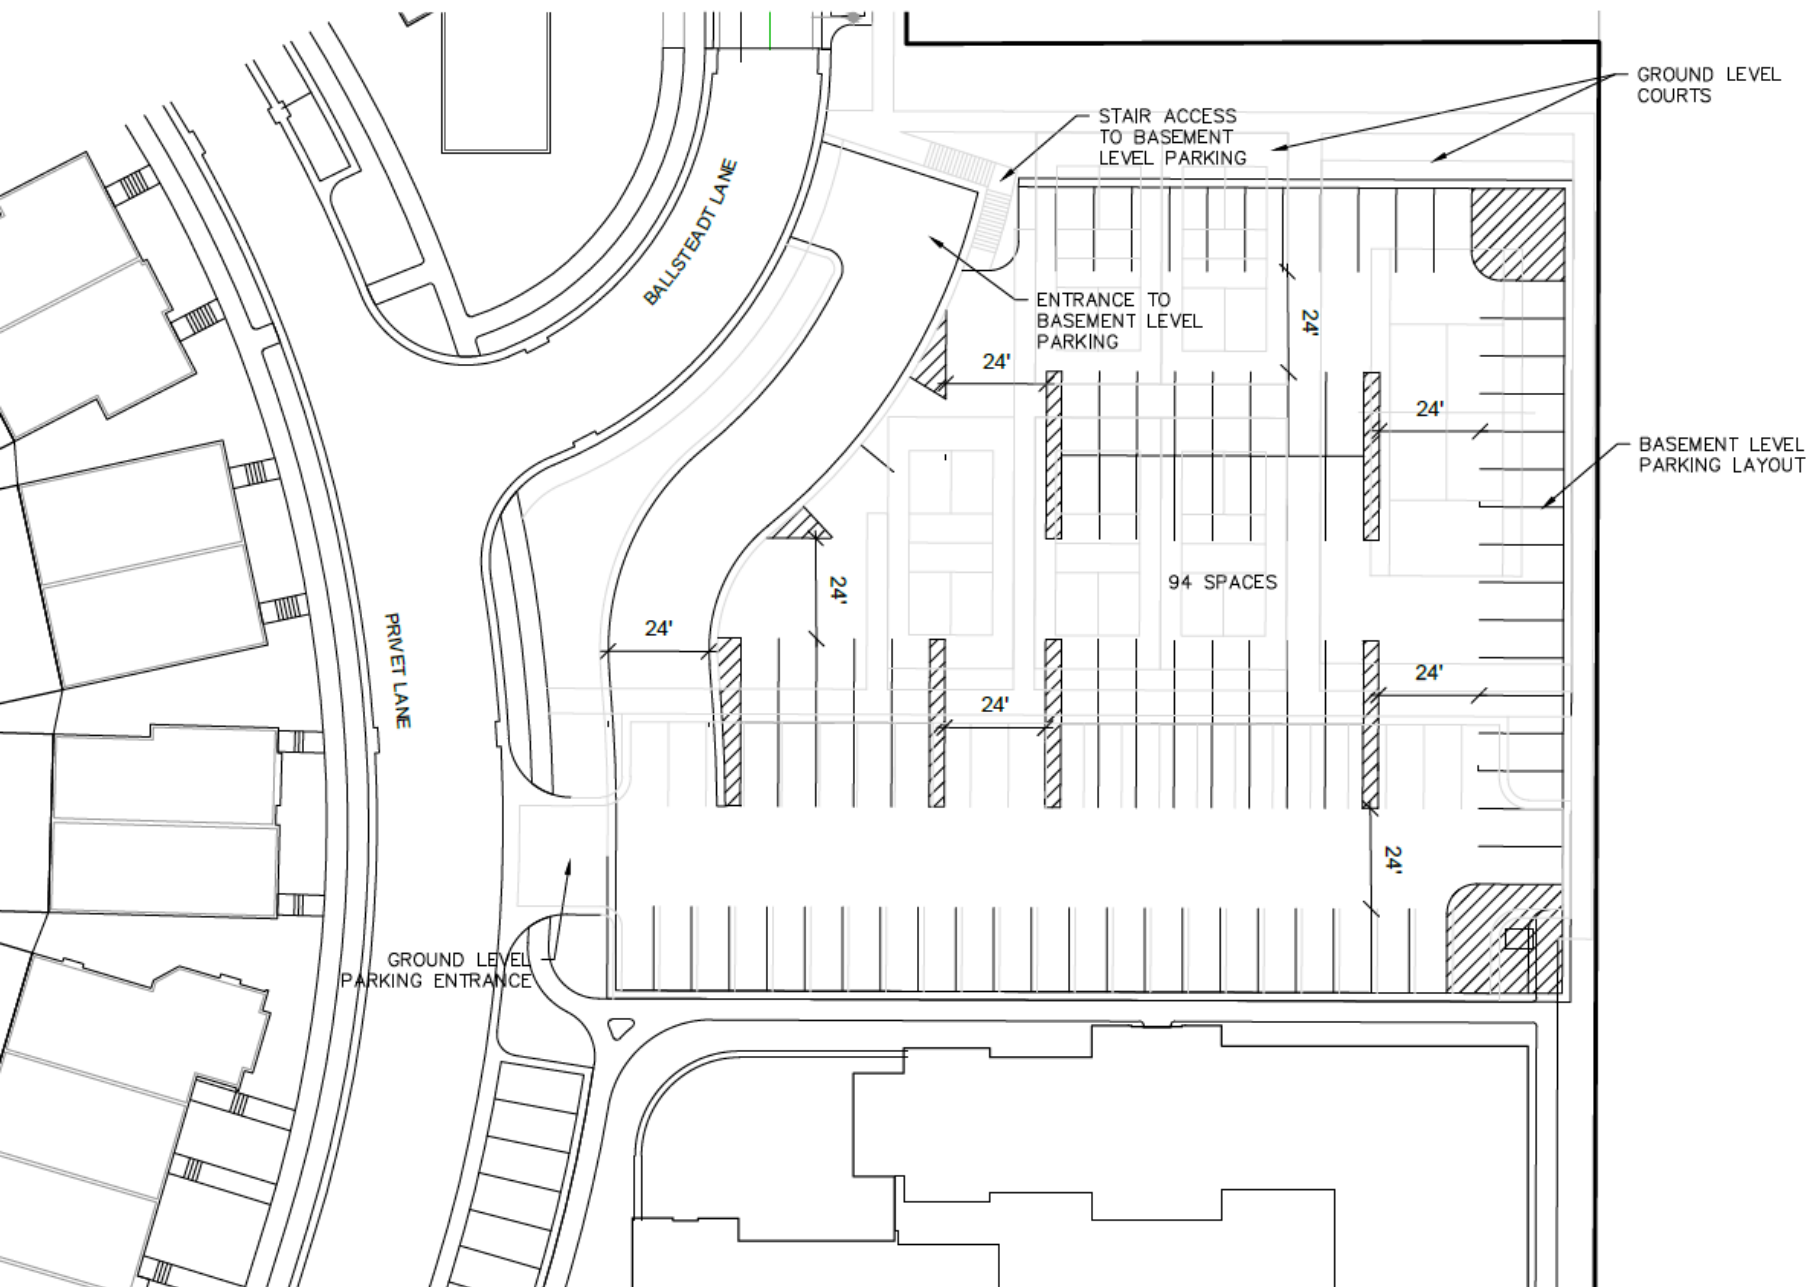 GROUND LEVEL
COURTS
STAIR ACCESS
TO BASEMENT
LEVEL PARKING
BALLSTEADT LANE
ENTRANCE TO
BASEMENT LEVEL
PARKING
24'
24'
24'
BASEMENT LEVEL
PARKING LAYOUT
94 SPACES
24'
24'
PRIVET LANE
24'
24'
24'
GROUND LEVEL
PARKING ENTRANCE